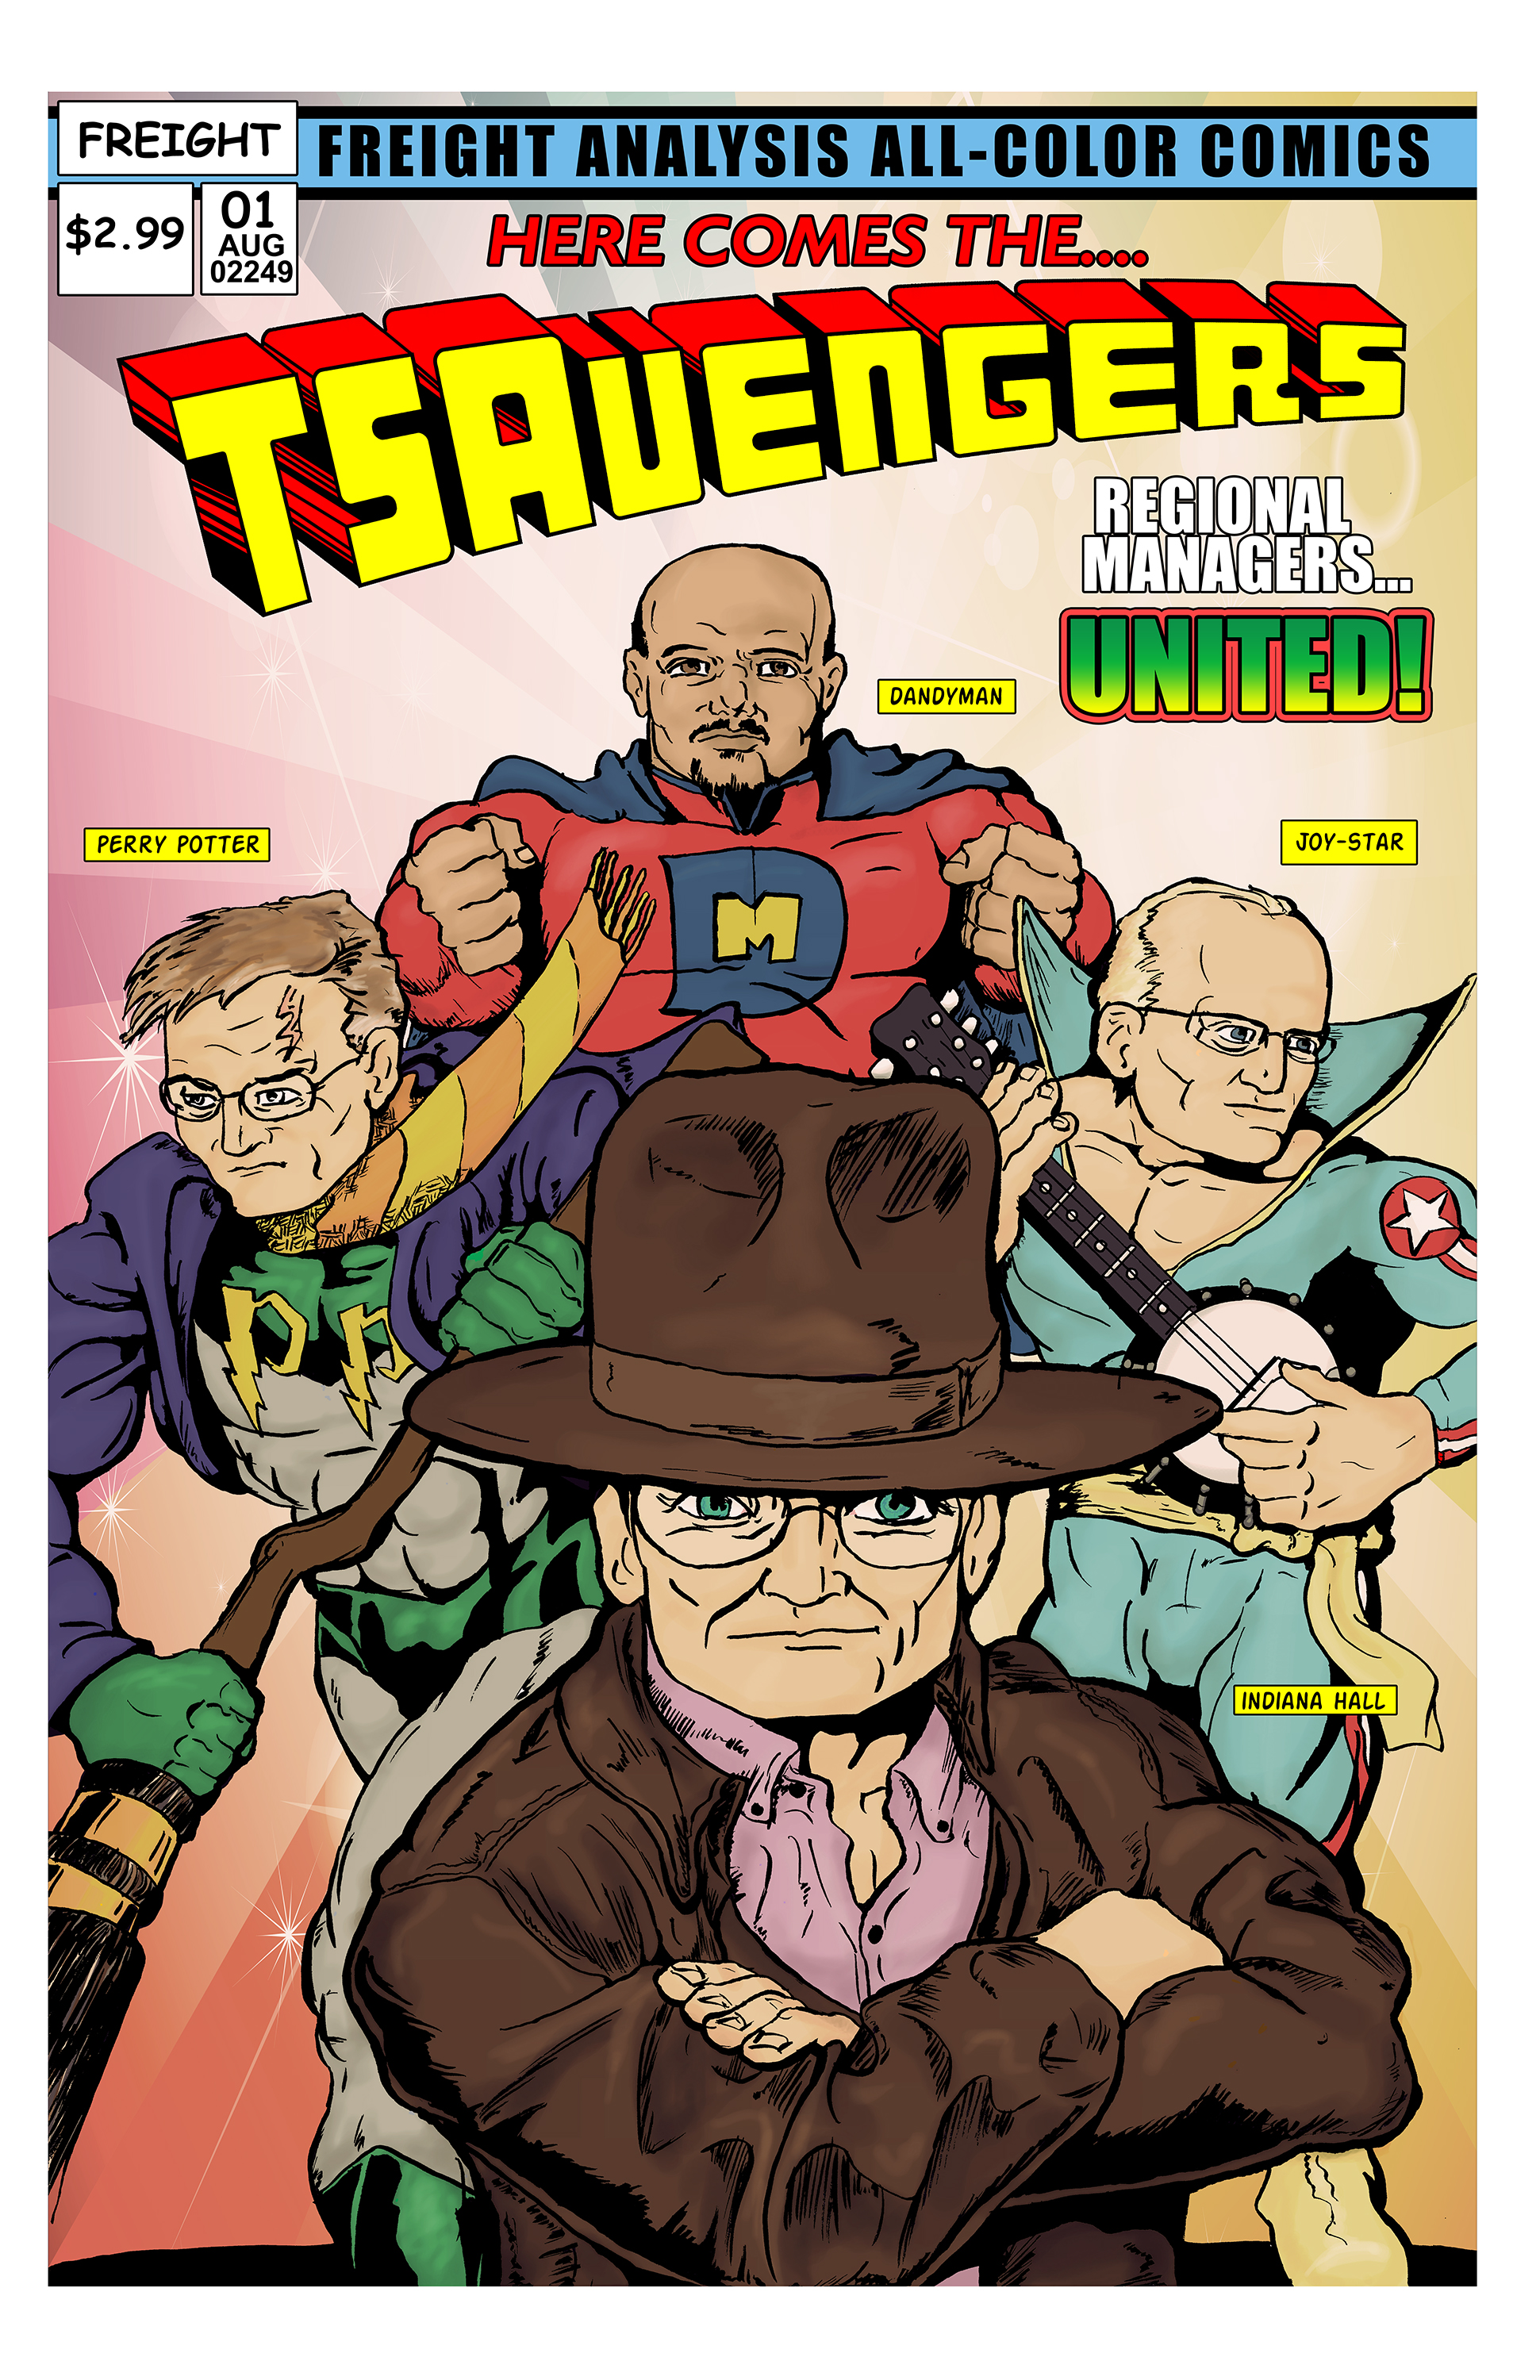 FREIGHT
FREIGHT ANALYSIS ALL-COLOR COMICS
$2.99
01
AUG
02249
HERE COMES THE....
TSAVENGERS
REGIONAL
MANAGERS...
UNITED!
DANDYMAN
PERRY POTTER
JOY-STAR
D
M
P P
INDIANA HALL